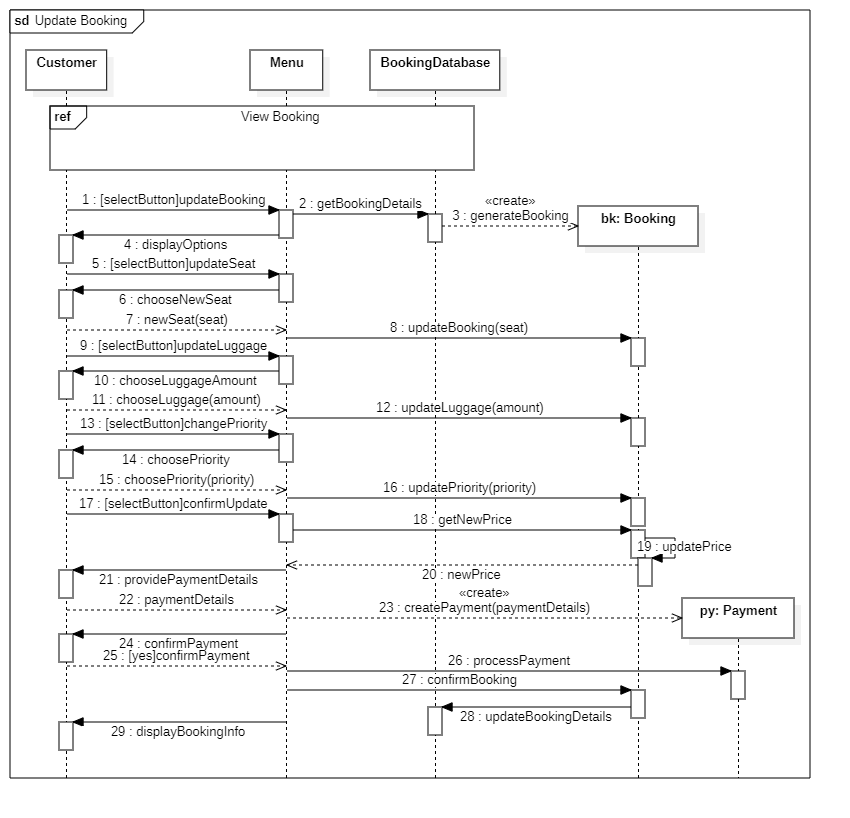 sd Update Booking
Customer
Menu
BookingDatabase
ref
View Booking
1 : [selectButton]updateBooking
2 : getBookingDetails
«create»
3 : generateBooking
bk: Booking
4 : displayOptions
5 : [selectButton]updateSeat
6 : chooseNewSeat
7 : newSeat(seat)
8 : updateBooking(seat)
9 : [selectButton]updateLuggage
10 : chooseLuggageAmount
11 : chooseLuggage(amount)
12 : updateLuggage(amount)
13 : [selectButton]changePriority
14 : choosePriority
15 : choosePriority(priority)
16 : updatePriority(priority)
17 : [selectButton]confirmUpdate
18 : getNewPrice
19 : updatePrice
20 : newPrice
21 : providePaymentDetails
22 : paymentDetails
«create»
23 : createPayment(paymentDetails)
py: Payment
24 : confirmPayment
25 : [yes]confirmPayment
26 : processPayment
27 : confirmBooking
28 : updateBookingDetails
29 : displayBookingInfo